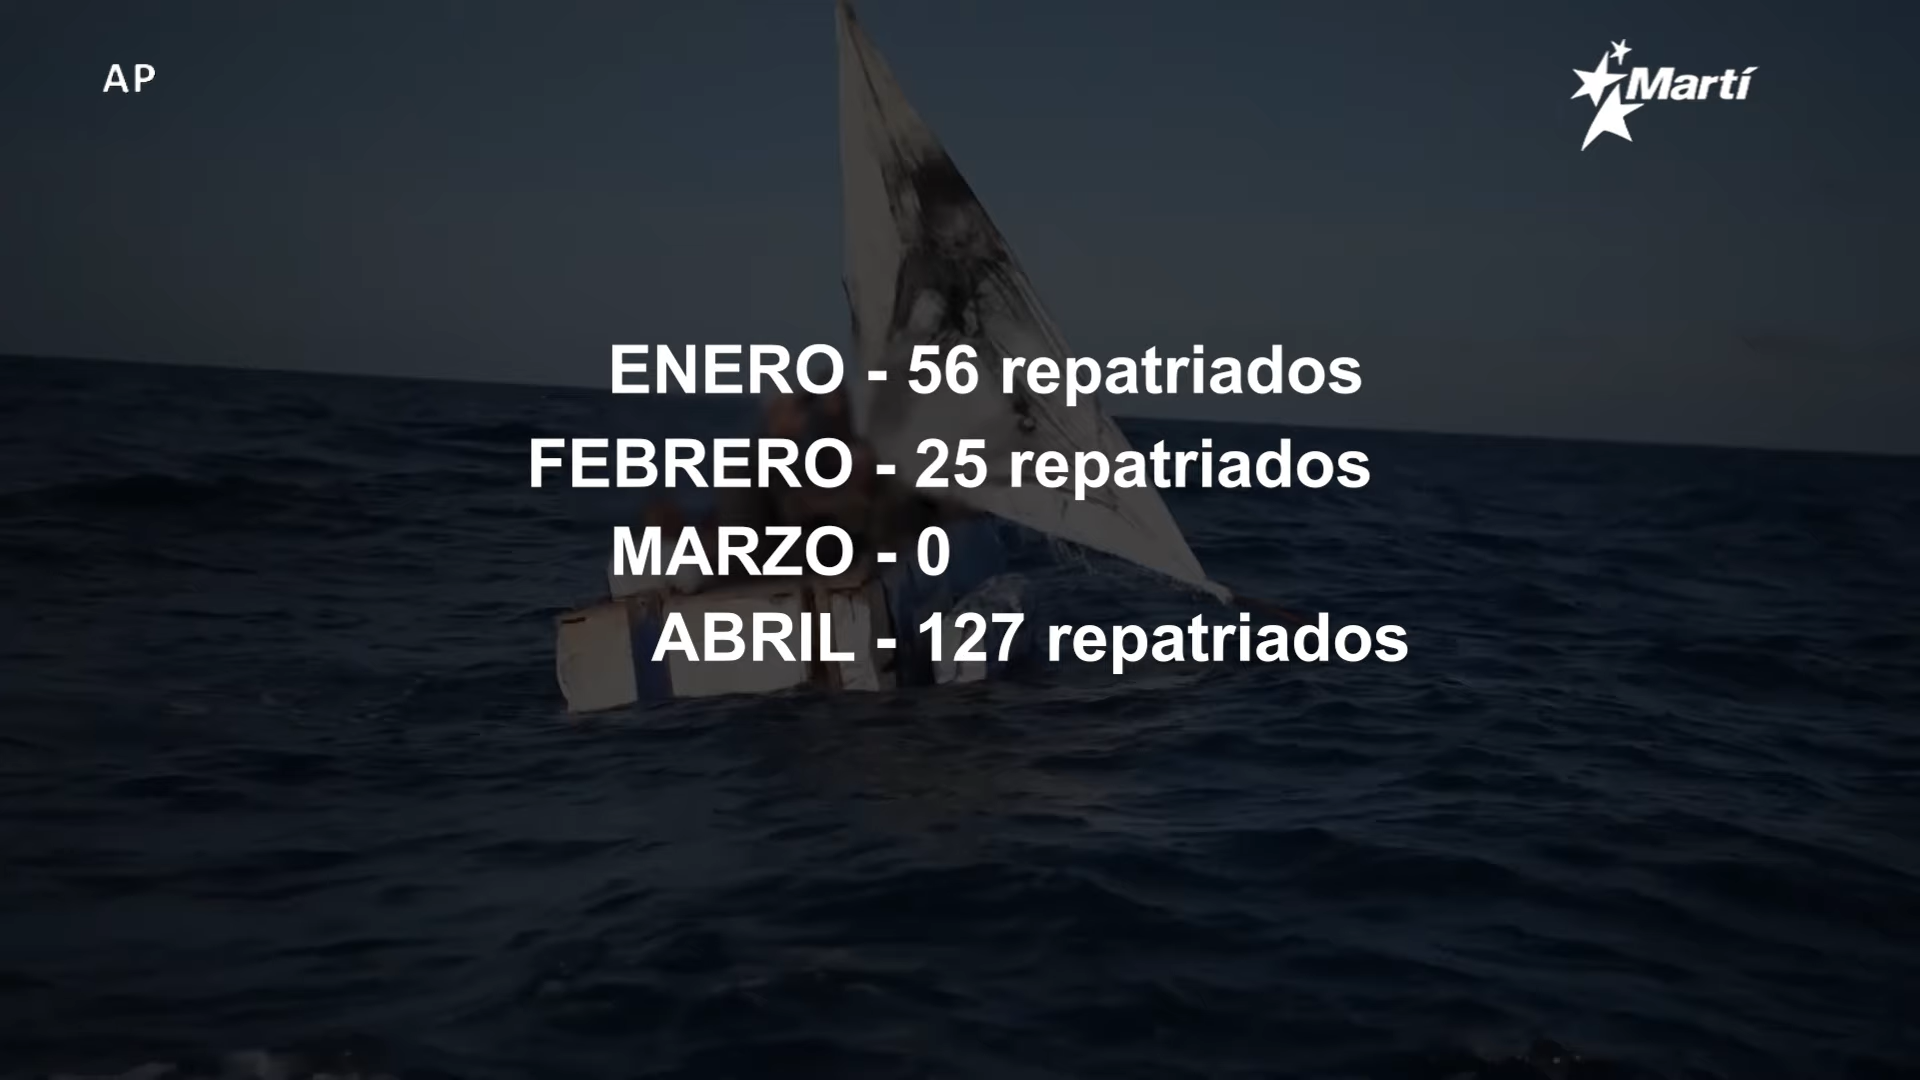 AP
Martí
ENERO - 56 repatriados
FEBRERO - 25 repatriados
MARZO - 0
ABRIL - 127 repatriados